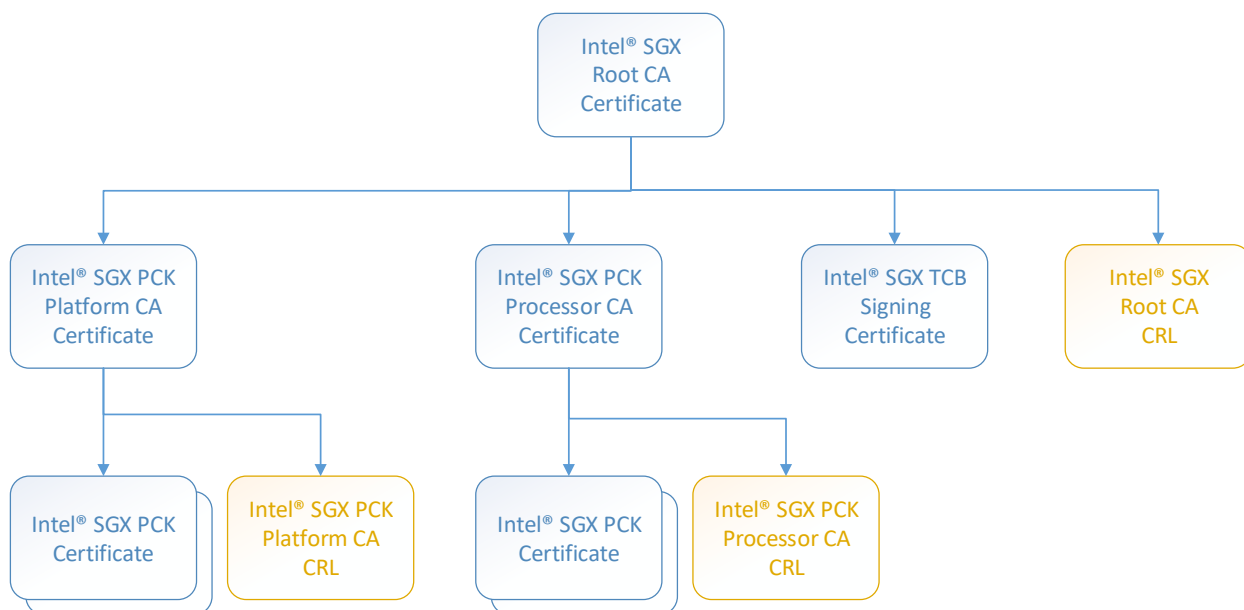 Intel® SGX
Root CA
Certificate
Intel® SGX PCK
Platform CA
Certificate
Intel® SGX PCK
Processor CA
Certificate
Intel® SGX TCB
Signing
Certificate
Intel® SGX
Root CA
CRL
Intel® SGX PCK
Certificate
Intel® SGX PCK
Platform CA
CRL
Intel® SGX PCK
Certificate
Intel® SGX PCK
Processor CA
CRL